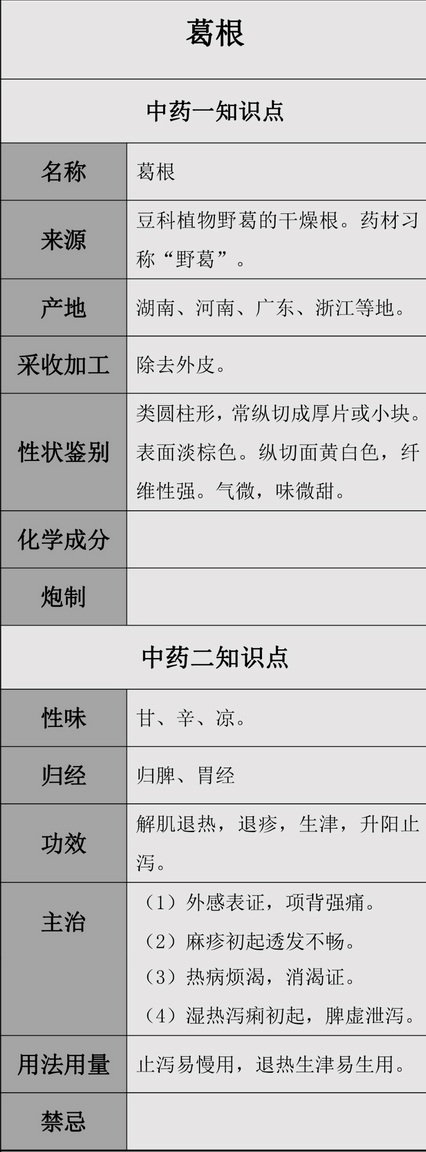 葛根
中药一知识点
名称
葛根
来源
豆科植物野葛的干燥根。药材习
称“野葛”。
产地
湖南、河南、广东、浙江等地。
采收加工
除去外皮。
性状鉴别
类圆柱形，常纵切成厚片或小块。
表面淡棕色。纵切面黄白色，纤
维性强。气微，味微甜。
化学成分
炮制
中药二知识点
性味
甘、辛、凉。
归经
归脾、胃经
功效
解肌退热，退疹，生津，升阳止
泻。
主治
（1）外感表证，项背强痛。
（2）麻疹初起透发不畅。
（3）热病烦渴，消渴证。
（4）湿热泻痢初起，脾虚泄泻。
用法用量
止泻易慢用，退热生津易生用。
禁忌